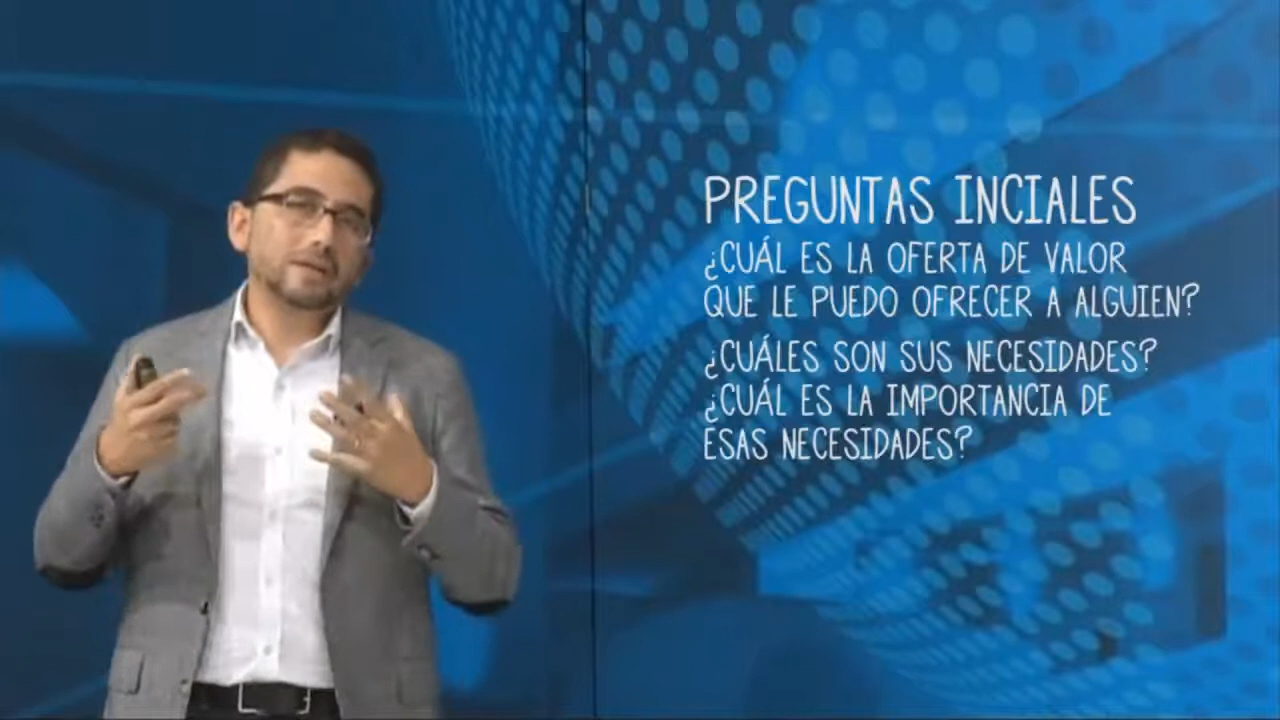 PREGUNTAS INCIALES
¿CUÁL ES LA OFERTA DE VALOR
QUE LE PUEDO OFRECER A ALGUIEN?
¿CUÁLES SON SUS NECESIDADES?
¿CUÁL ES LA IMPORTANCIA DE
ESAS NECESIDADES?